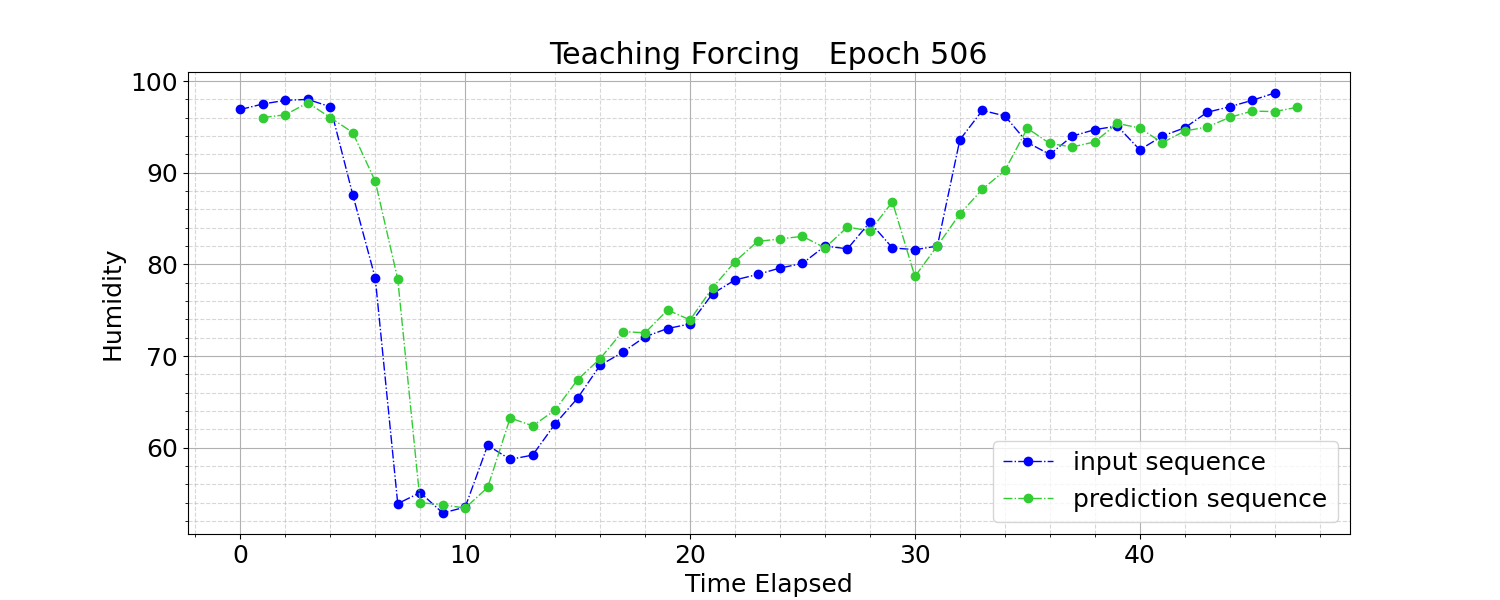 Teaching Forcing   Epoch 506
100
90
80
70
60
Humidity
0 10 20 30 40
Time Elapsed
input sequence
prediction sequence